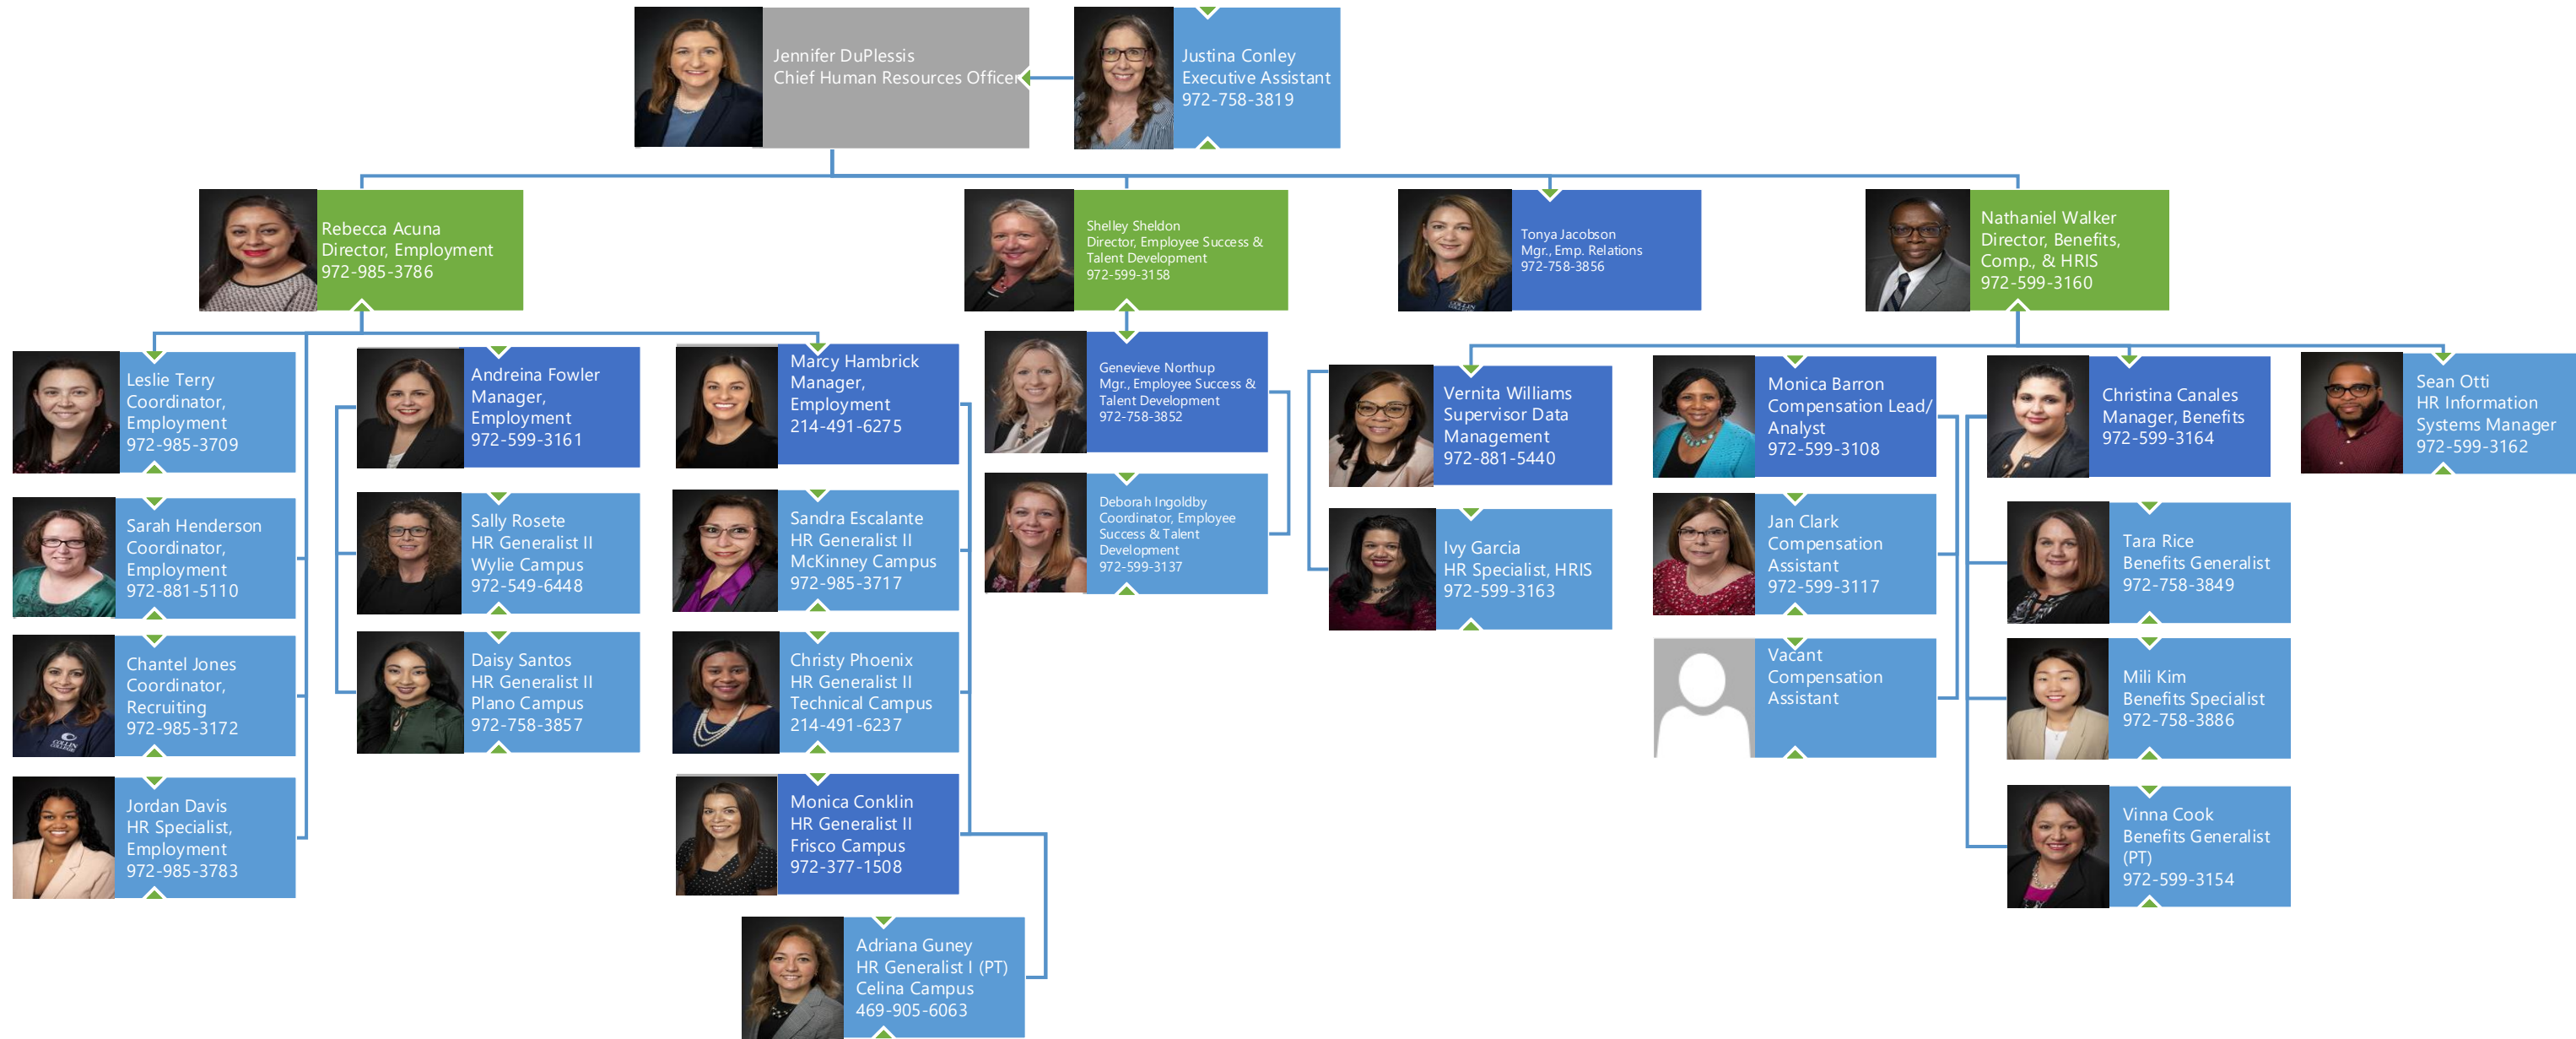 Jennifer DuPlessis
Chief Human Resources Officer
Justina Conley
Executive Assistant
972-758-3819
Rebecca Acuna
Director, Employment
972-985-3786
Shelley Sheldon
Director, Employee Success &
Talent Development
972-599-3158
Tonya Jacobson
Mgr., Emp. Relations
972-758-3856
Nathaniel Walker
Director, Benefits,
Comp., & HRIS
972-599-3160
Leslie Terry
Coordinator,
Employment
972-985-3709
Sarah Henderson
Coordinator,
Employment
972-881-5110
Chantel Jones
Coordinator,
Recruiting
972-985-3172
COLLIN
COLLEGE
Jordan Davis
HR Specialist,
Employment
972-985-3783
Andreina Fowler
Manager,
Employment
972-599-3161
Sally Rosete
HR Generalist II
Wylie Campus
972-549-6448
Daisy Santos
HR Generalist II
Plano Campus
972-758-3857
Marcy Hambrick
Manager,
Employment
214-491-6275
Sandra Escalante
HR Generalist II
McKinney Campus
972-985-3717
Christy Phoenix
HR Generalist II
Technical Campus
214-491-6237
Monica Conklin
HR Generalist II
Frisco Campus
972-377-1508
Adriana Guney
HR Generalist I (PT)
Celina Campus
469-905-6063
Genevieve Northup
Mgr., Employee Success &
Talent Development
972-758-3852
Deborah Ingoldby
Coordinator, Employee
Success & Talent
Development
972-599-3137
Vernita Williams
Supervisor Data
Management
972-881-5440
Ivy Garcia
HR Specialist, HRIS
972-599-3163
Monica Barron
Compensation Lead/
Analyst
972-599-3108
Jan Clark
Compensation
Assistant
972-599-3117
Vacant
Compensation
Assistant
Christina Canales
Manager, Benefits
972-599-3164
Tara Rice
Benefits Generalist
972-758-3849
Mili Kim
Benefits Specialist
972-758-3886
Vinna Cook
Benefits Generalist
(PT)
972-599-3154
Sean Otti
HR Information
Systems Manager
972-599-3162